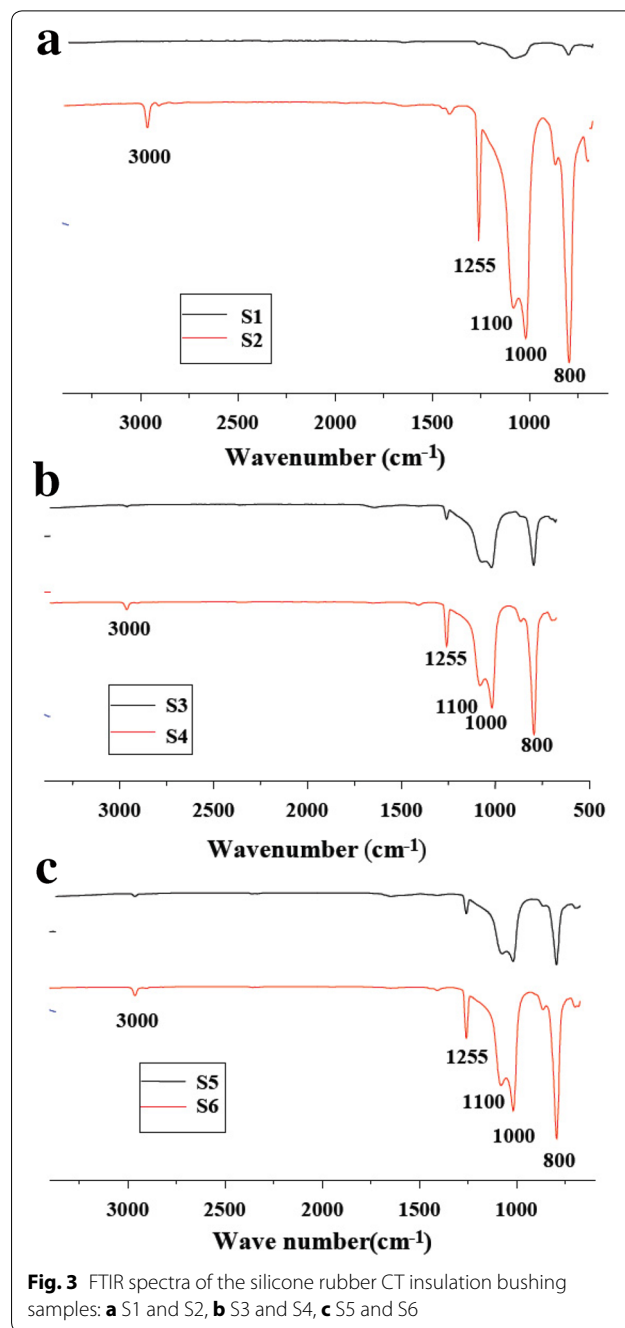 a
3000
1255
1100
1000
800
S1
S2
3000 2500 2000 1500 1000
Wavenumber (cm-1)
b
3000
1255
1100
1000
800
S3
S4
3000 2500 2000 1500 1000 500
Wavenumber (cm-1)
c
3000
1255
1100
1000
800
S5
S6
3000 2500 2000 1500 1000
Wave number(cm-1)
Fig. 3 FTIR spectra of the silicone rubber CT insulation bushing
samples: a S1 and S2, b S3 and S4, c S5 and S6